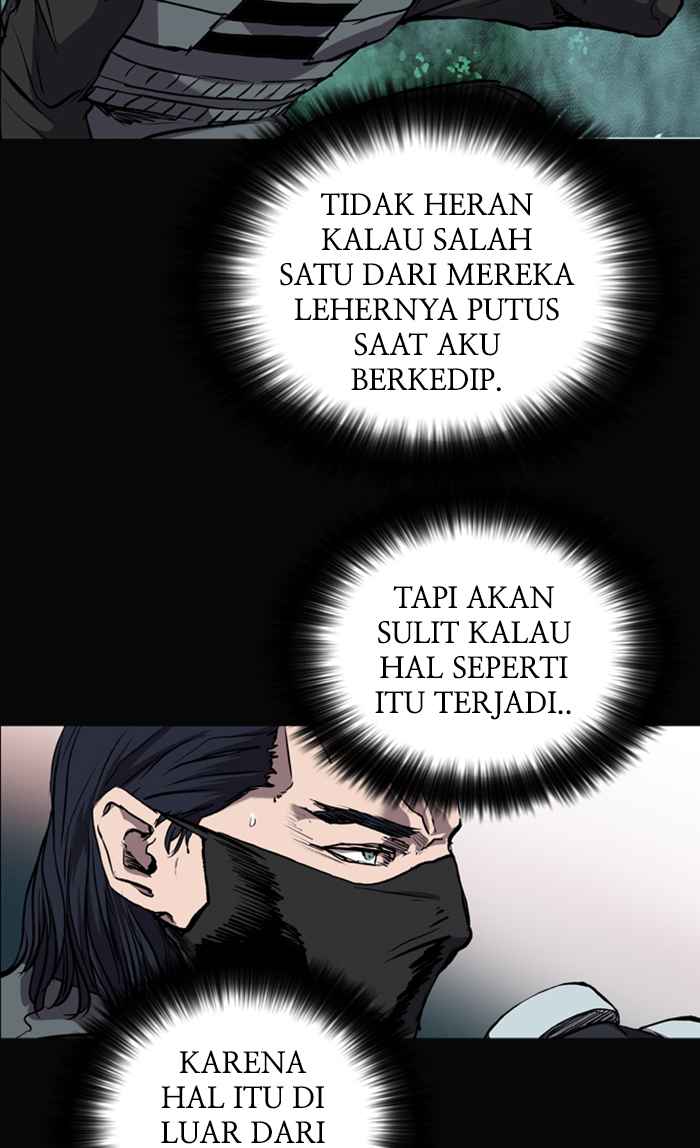 TIDAK HERAN
KALAU SALAH
SATU DARI MEREKA
LEHERNYA PUTUS
SAAT AKU
BERKEDIP.
TAPI AKAN
SULIT KALAU
HAL SEPERTI
ITU TERJADI..
KARENA
HAL ITU DI
LUAR DARI